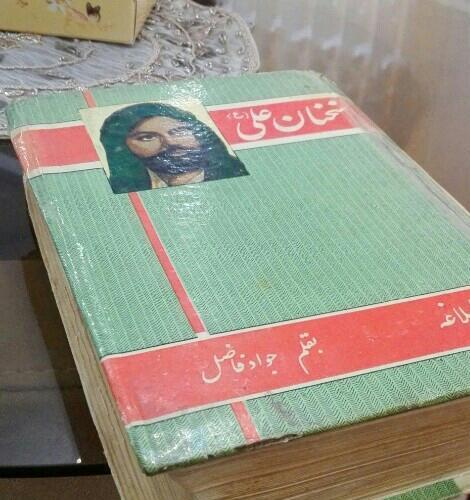 سخنان علی (ع)
بقلم جواد فاضل